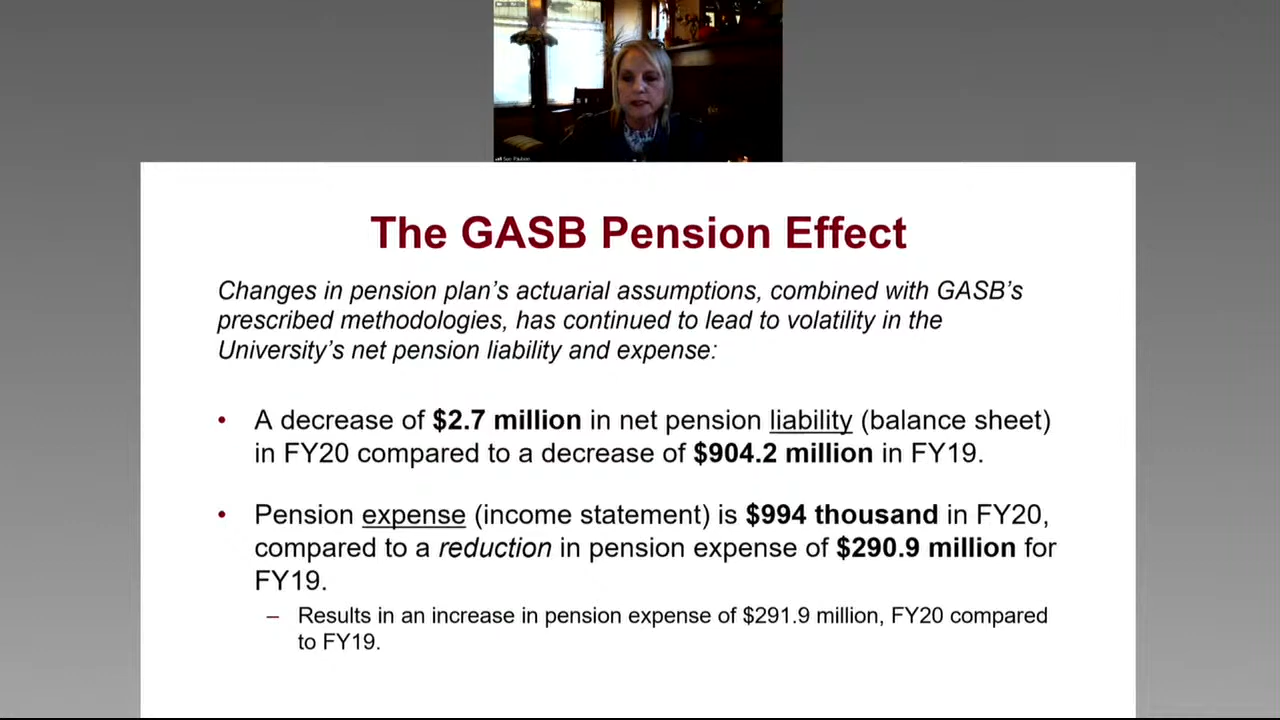 The GASB Pension Effect
Changes in pension plan's actuarial assumptions, combined with GASB's
prescribed methodologies, has continued to lead to volatility in the
University's net pension liability and expense:
• A decrease of $2.7 million in net pension liability (balance sheet)
in FY20 compared to a decrease of $904.2 million in FY19.
• Pension expense (income statement) is $994 thousand in FY20,
compared to a reduction in pension expense of $290.9 million for
FY19.
– Results in an increase in pension expense of $291.9 million, FY20 compared
to FY19.